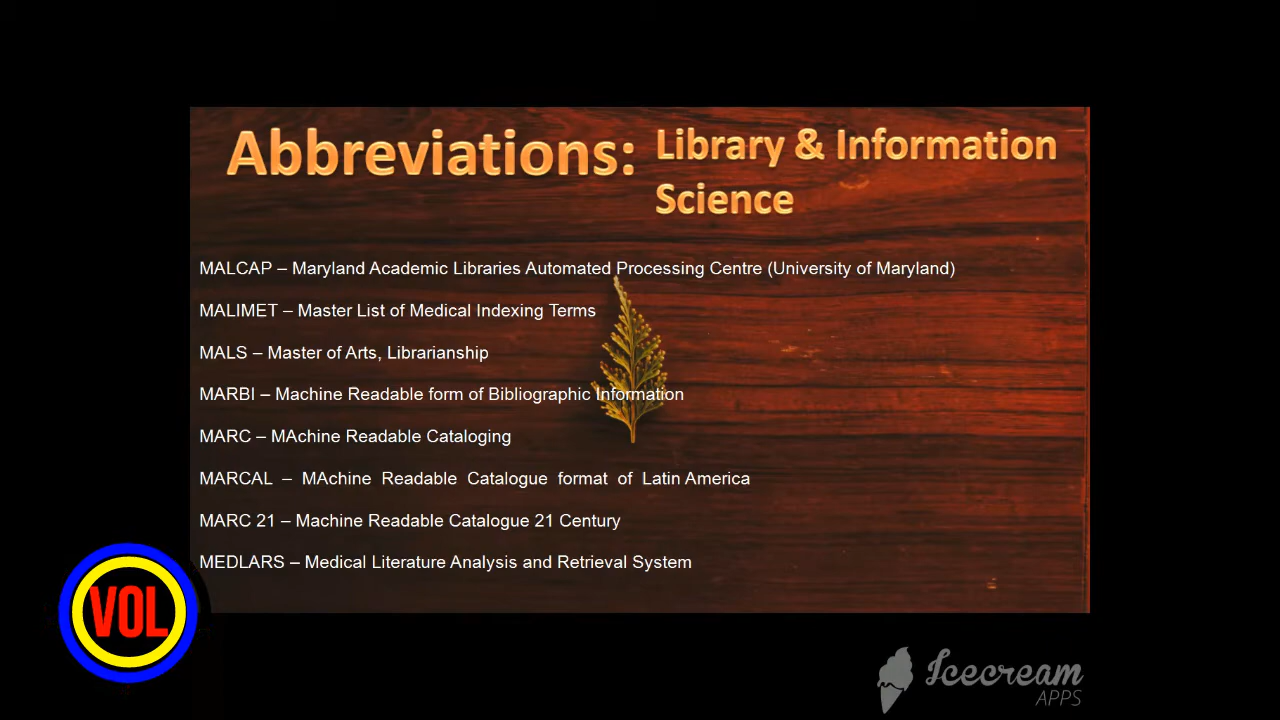 Abbreviations: Library & Information
Science
MALCAP – Maryland Academic Libraries Automated Processing Centre (University of Maryland)
MALIMET – Master List of Medical Indexing Terms
MALS – Master of Arts, Librarianship
MARBI – Machine Readable form of Bibliographic Information
MARC – MAchine Readable Cataloging
MARCAL – MAchine Readable Catalogue format of Latin America
MARC 21 – Machine Readable Catalogue 21 Century
MEDLARS – Medical Literature Analysis and Retrieval System
VOL
Icecream
APPS